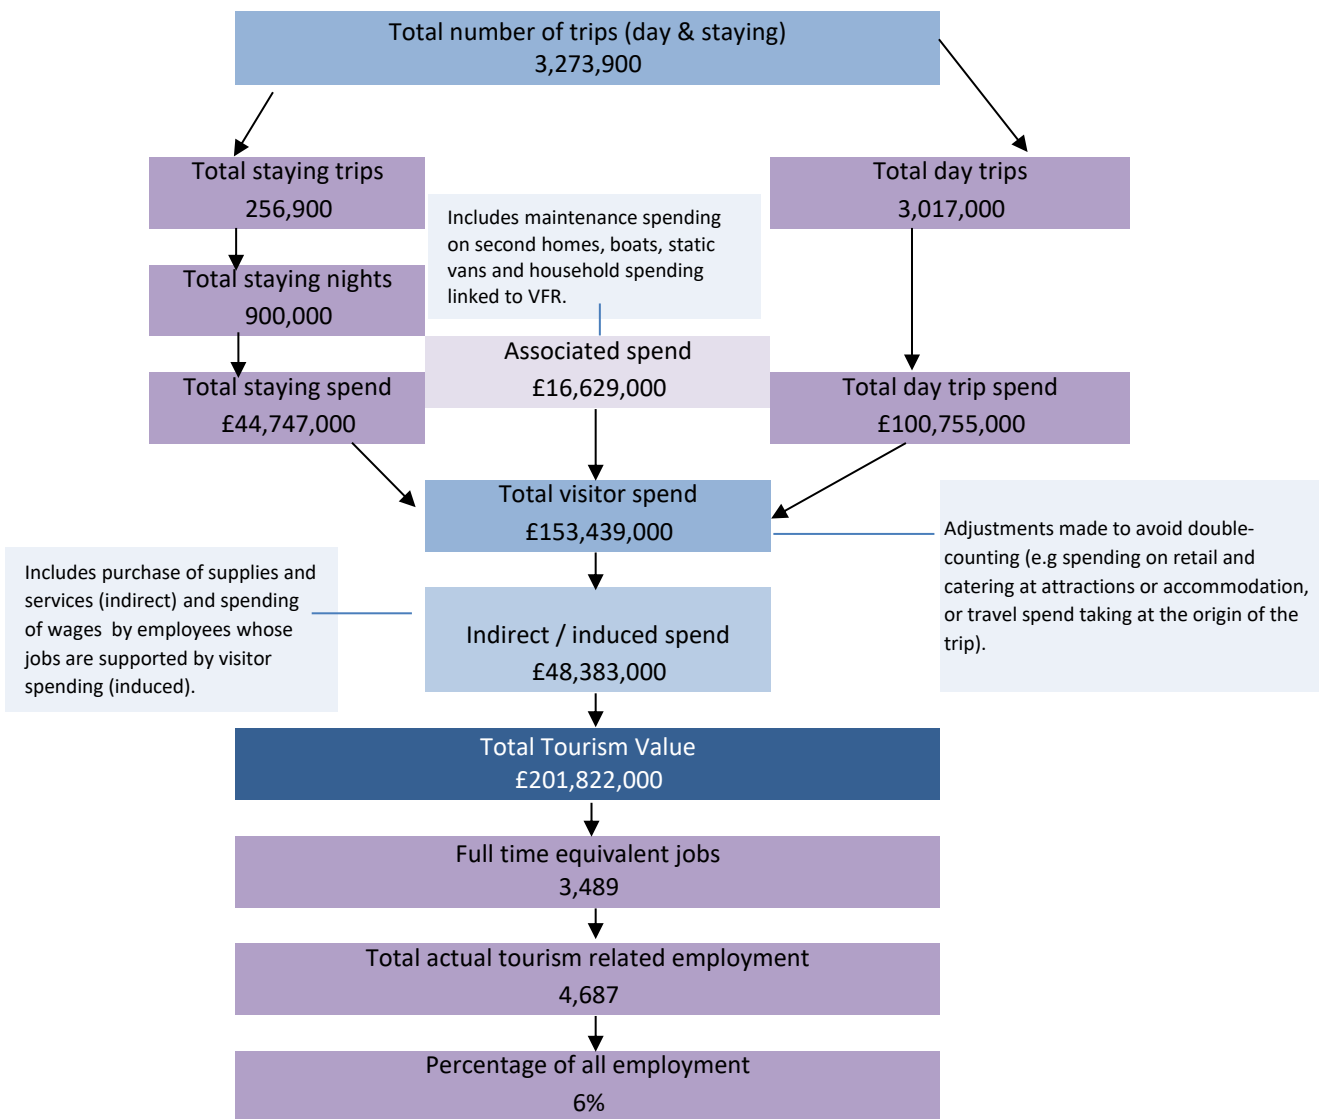 Total number of trips (day & staying)
3,273,900
Total staying trips
256,900
Total day trips
3,017,000
Includes maintenance spending
on second homes, boats, static
vans and household spending
linked to VFR.
Total staying nights
900,000
Associated spend
£16,629,000
Total staying spend
£44,747,000
Total day trip spend
£100,755,000
Total visitor spend
£153,439,000
Adjustments made to avoid double-
counting (e.g spending on retail and
catering at attractions or accommodation,
or travel spend taking at the origin of the
trip).
Includes purchase of supplies and
services (indirect) and spending
of wages by employees whose
jobs are supported by visitor
spending (induced).
Indirect / induced spend
£48,383,000
Total Tourism Value
£201,822,000
Full time equivalent jobs
3,489
Total actual tourism related employment
4,687
Percentage of all employment
6%